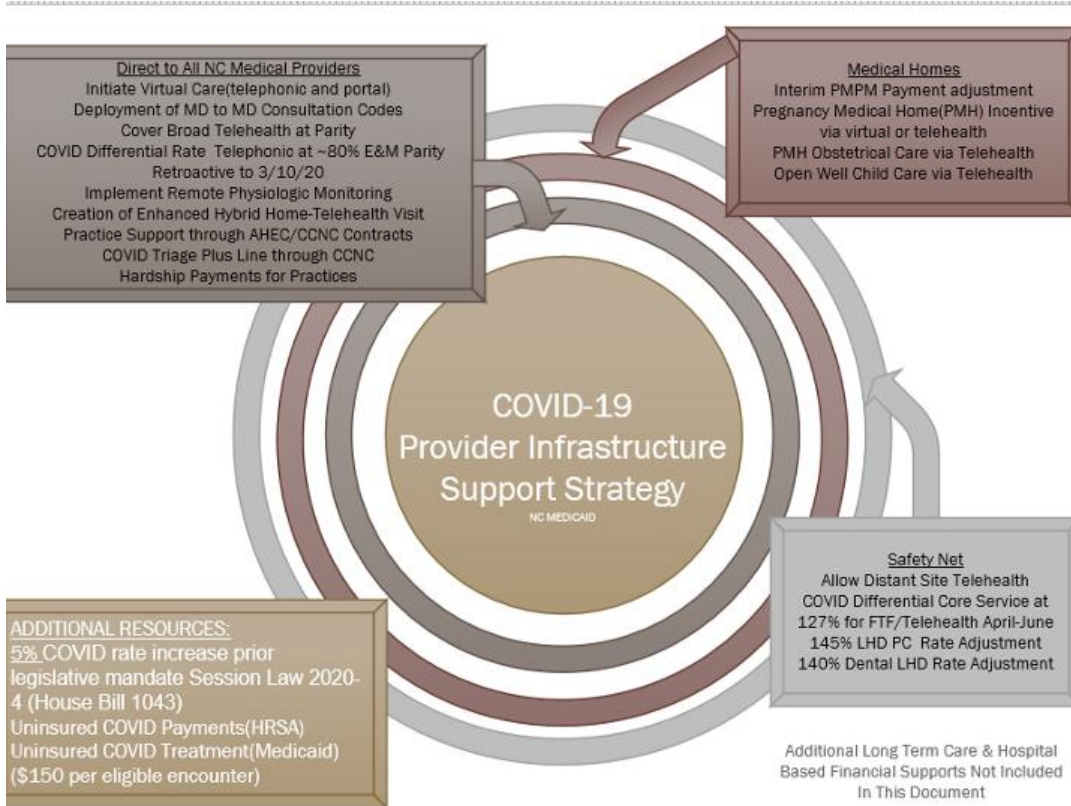 Direct to All NC Medical Providers
Initiate Virtual Care(telephonic and portal)
Deployment of MD to MD Consultation Codes
Cover Broad Telehealth at Parity
COVID Differential Rate Telephonic at ~80% E&M Parity
Retroactive to 3/10/20
Implement Remote Physiologic Monitoring
Creation of Enhanced Hybrid Home-Telehealth Visit
Practice Support through AHEC/CCNC Contracts
COVID Triage Plus Line through CCNC
Hardship Payments for Practices
Medical Homes
Interim PMPM Payment adjustment
Pregnancy Medical Home(PMH) Incentive
via virtual or telehealth
PMH Obstetrical Care via Telehealth
Open Well Child Care via Telehealth
COVID-19
Provider Infrastructure
Support Strategy
NC MEDICAID
Safety Net
Allow Distant Site Telehealth
COVID Differential Core Service at
127% for FTF/Telehealth April-June
145% LHD PC Rate Adjustment
140% Dental LHD Rate Adjustment
ADDITIONAL RESOURCES:
5% COVID rate increase prior
legislative mandate Session Law 2020-
4 (House Bill 1043)
Uninsured COVID Payments(HRSA)
Uninsured COVID Treatment(Medicaid)
($150 per eligible encounter)
Additional Long Term Care & Hospital
Based Financial Supports Not Included
In This Document